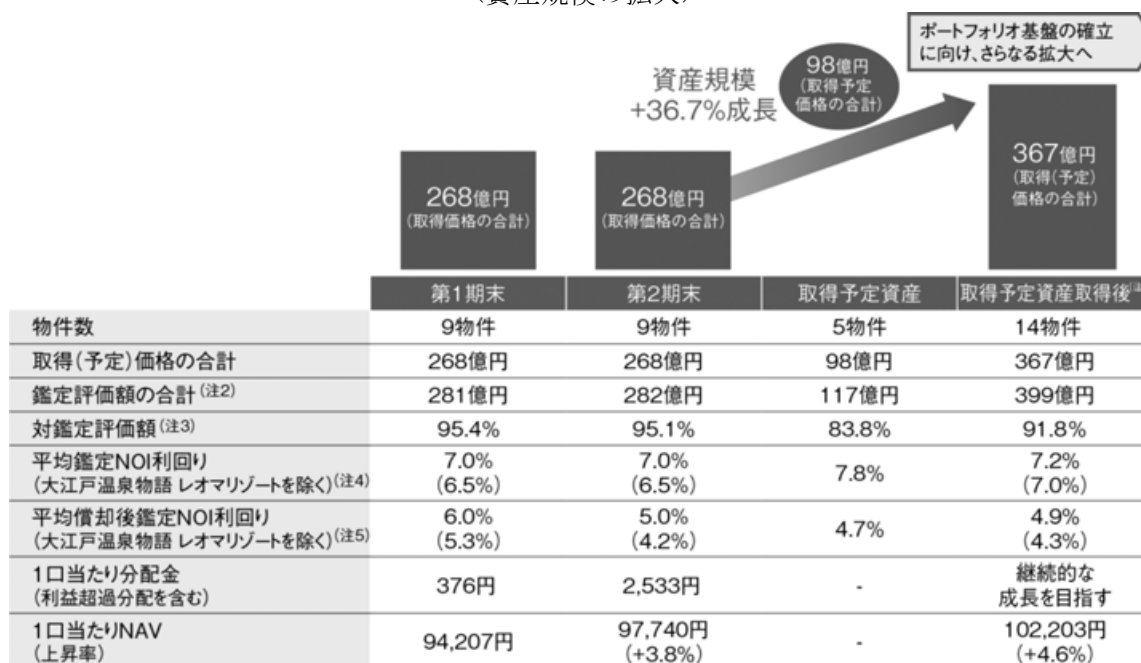 (資産規模の拡大)
ポートフォリオ基盤の確立
に向け、さらなる拡大へ
資産規模
+36.7%成長
98億円
(取得予定
価格の合計)
268億円
(取得価格の合計)
268億円
(取得価格の合計)
367億円
(取得(予定)
価格の合計)
第1期末 第2期末 取得予定資産 取得予定資産取得後
物件数 9物件 9物件 5物件 14物件
取得(予定)価格の合計 268億円 268億円 98億円 367億円
鑑定評価額の合計(注2) 281億円 282億円 117億円 399億円
対鑑定評価額(注3) 95.4% 95.1% 83.8% 91.8%
平均鑑定NOI利回り 7.0% 7.0% 7.8% 7.2%
(大江戸温泉物語 レオマリゾートを除く)(注4) (6.5%) (6.5%) (7.0%)
平均償却後鑑定NOI利回り 6.0% 5.0% 4.7% 4.9%
(大江戸温泉物語 レオマリゾートを除く)(注5) (5.3%) (4.2%) (4.3%)
1口当たり分配金 376円 2,533円 - 継続的な
(利益超過分配を含む) 成長を目指す
1口当たりNAV 94,207円 97,740円 - 102,203円
(上昇率) (+3.8%) (+4.6%)